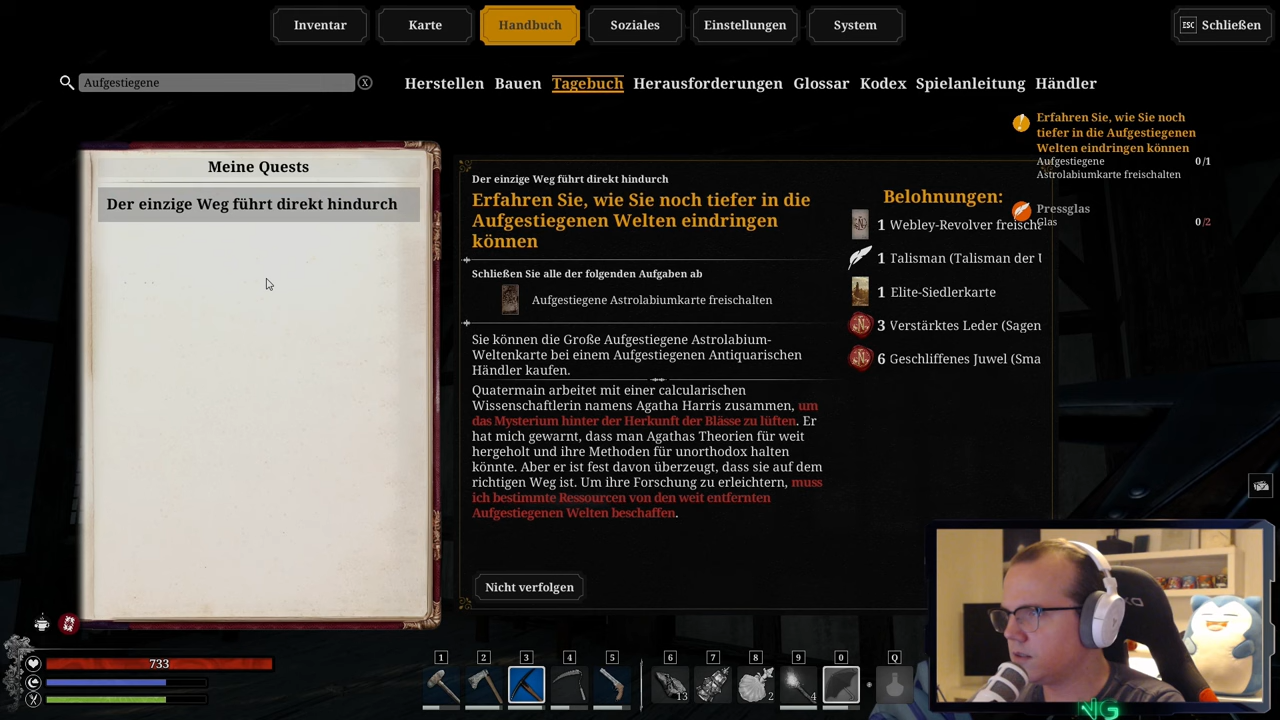 Inventar
Karte
Handbuch
Soziales
Einstellungen
System
ESC Schließen
Aufgestiegene
X
Herstellen
Bauen
Tagebuch
Herausforderungen
Glossar
Kodex
Spielanleitung
Händler
Meine Quests
Der einzige Weg führt direkt hindurch
Der einzige Weg führt direkt hindurch
Erfahren Sie, wie Sie noch tiefer in die
Aufgestiegenen Welten eindringen
können
Schließen Sie alle der folgenden Aufgaben ab
Aufgestiegene Astrolabiumkarte freischalten
Sie können die Große Aufgestiegene Astrolabium-
Weltenkarte bei einem Aufgestiegenen Antiquarischen
Händler kaufen.
Quatermain arbeitet mit einer calcularischen
Wissenschaftlerin namens Agatha Harris zusammen, um
das Mysterium hinter der Herkunft der Blässe zu lüften. Er
hat mich gewarnt, dass man Agathas Theorien für weit
hergeholt und ihre Methoden für unorthodox halten
könnte. Aber er ist fest davon überzeugt, dass sie auf dem
richtigen Weg ist. Um ihre Forschung zu erleichtern, muss
ich bestimmte Ressourcen von den weit entfernten
Aufgestiegenen Welten beschaffen.
Nicht verfolgen
Belohnungen:
1 Webley-Revolver freisch
1 Talisman (Talisman der
1 Elite-Siedlerkarte
3 Verstärktes Leder (Sagen
6 Geschliffenes Juwel (Sma
Erfahren Sie, wie Sie noch
tiefer in die Aufgestiegenen
Welten eindringen können
Aufgestiegene 0/1
Astrolabiumkarte freischalten
Pressglas
Glas 0/2
733
1
2
3
4
5
6
7
8
9
0
Q
13
2
4
NG